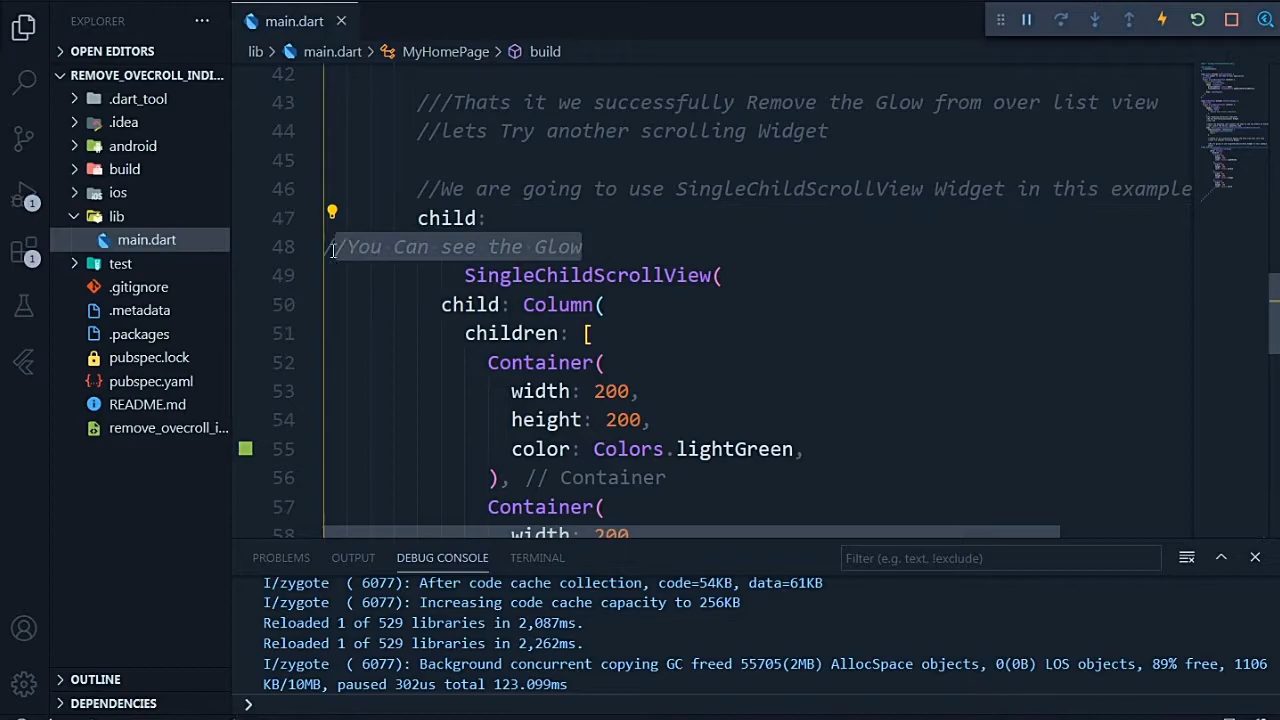 EXPLORER
main.dart
OPEN EDITORS
lib
main.dart
MyHomePage
build
REMOVE_OVECROLL_INDI...
.dart_tool
.idea
android
build
ios
lib
main.dart
test
.gitignore
.metadata
.packages
pubspec.lock
pubspec.yaml
README.md
remove_ovecroll_i...
OUTLINE
DEPENDENCIES
1
1
42
43 ///Thats it we successfully Remove the Glow from over list view
44 //lets Try another scrolling Widget
45
46 //We are going to use SingleChildScrollView Widget in this example
47 child:
48 //You Can see the Glow
49 SingleChildScrollView(
50 child: Column(
51 children: [
52 Container(
53 width: 200,
54 height: 200,
55 color: Colors.lightGreen,
56 ), // Container
57 Container(
58 width: 200
PROBLEMS OUTPUT DEBUG CONSOLE TERMINAL
Filter (e.g. text, !exclude)
I/zygote ( 6077): After code cache collection, code=54KB, data=61KB
I/zygote ( 6077): Increasing code cache capacity to 256KB
Reloaded 1 of 529 libraries in 2,087ms.
Reloaded 1 of 529 libraries in 2,262ms.
I/zygote ( 6077): Background concurrent copying GC freed 55705(2MB) AllocSpace objects, 0(0B) LOS objects, 89% free, 1106
KB/10MB, paused 302us total 123.099ms